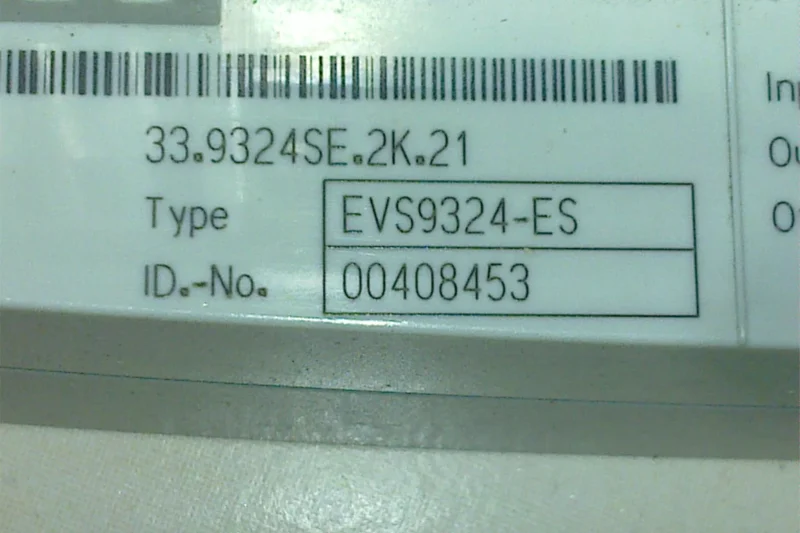 33.9324SE.2K.21
Type EVS9324-ES
ID.-No. 00408453